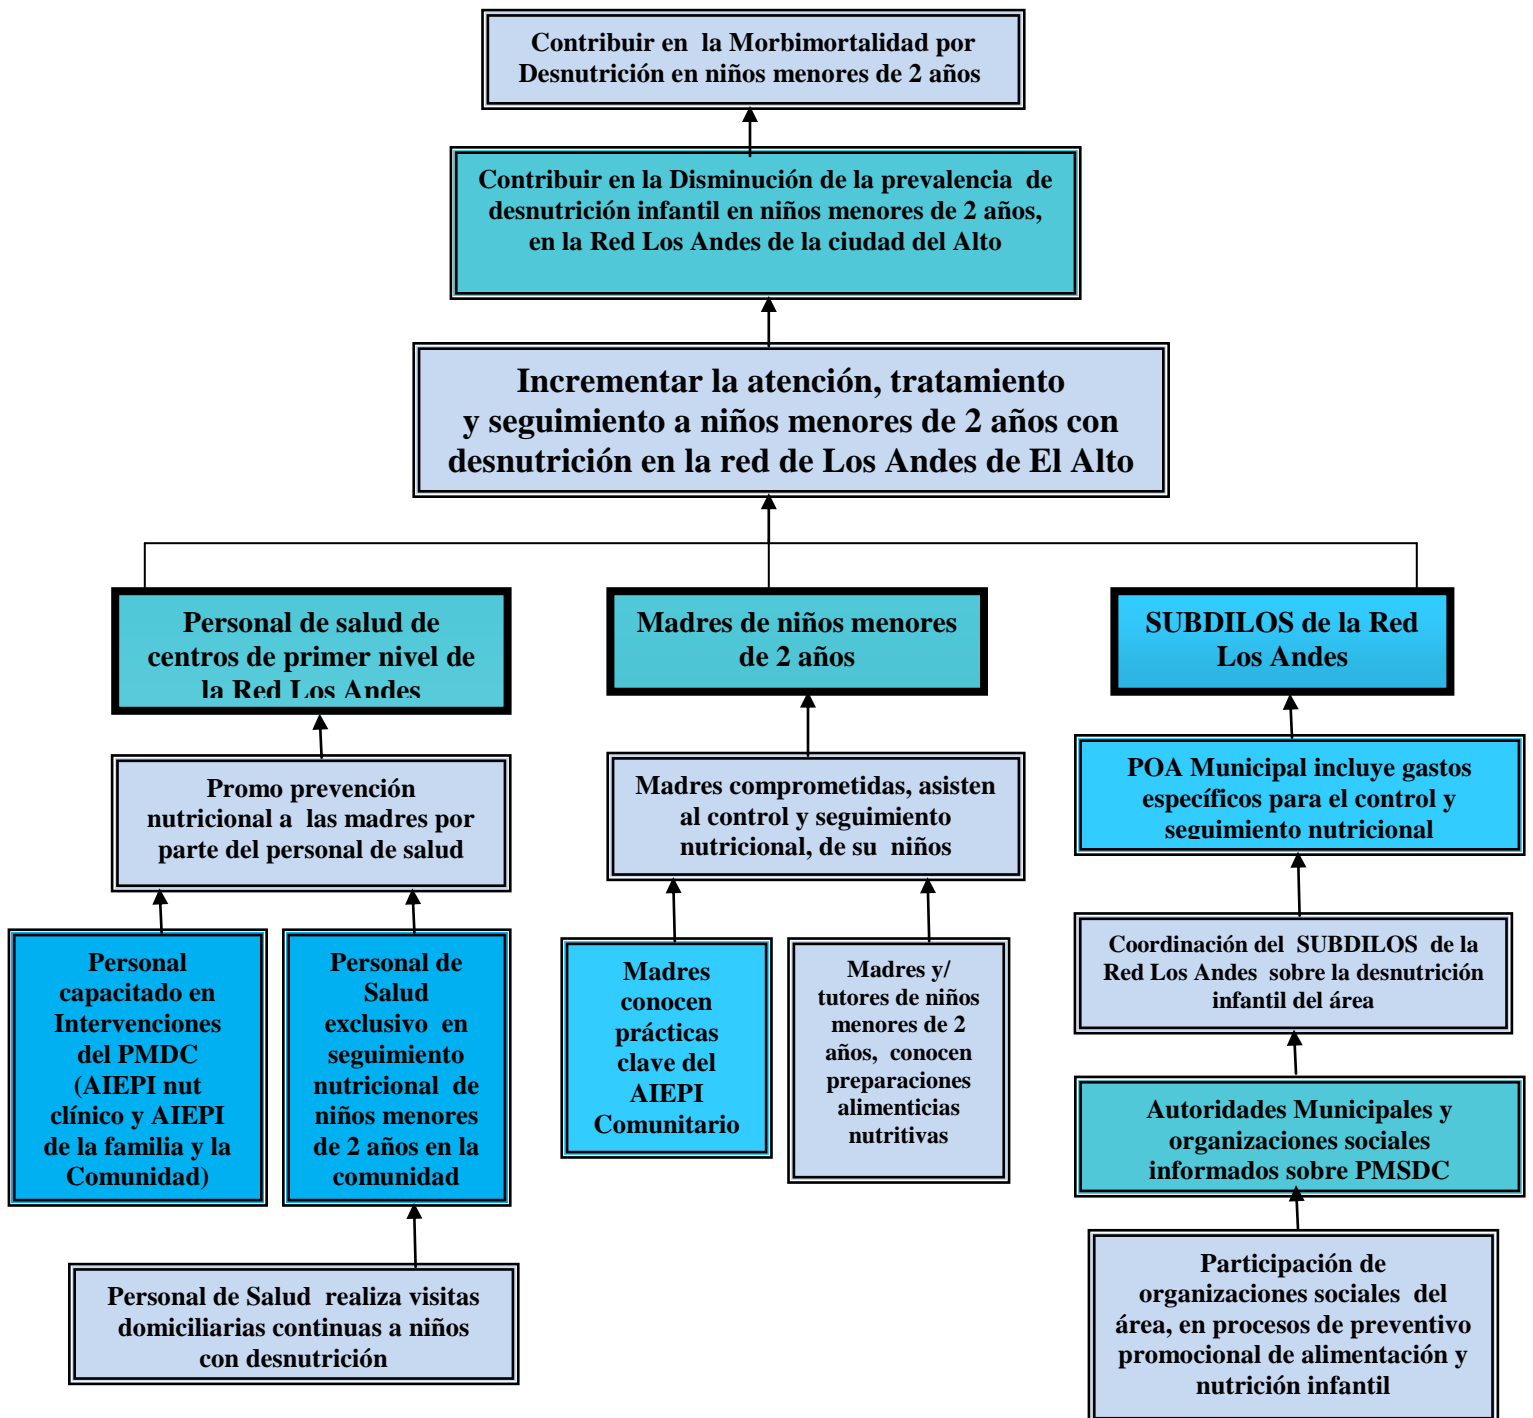 Contribuir en la Morbimortalidad por
Desnutrición en niños menores de 2 años
Contribuir en la Disminución de la prevalencia de
desnutrición infantil en niños menores de 2 años,
en la Red Los Andes de la ciudad del Alto
Incrementar la atención, tratamiento
y seguimiento a niños menores de 2 años con
desnutrición en la red de Los Andes de El Alto
Personal de salud de
centros de primer nivel de
la Red Los Andes
Madres de niños menores
de 2 años
SUBDILOS de la Red
Los Andes
Promo prevención
nutricional a las madres por
parte del personal de salud
Madres comprometidas, asisten
al control y seguimiento
nutricional, de su niños
POA Municipal incluye gastos
específicos para el control y
seguimiento nutricional
Personal
capacitado en
Intervenciones
del PMDC
(AIEPI nut
clínico y AIEPI
de la familia y la
Comunidad)
Personal de
Salud
exclusivo en
seguimiento
nutricional de
niños menores
de 2 años en la
comunidad
Madres
conocen
prácticas
clave del
AIEPI
Comunitario
Madres y/
tutores de niños
menores de 2
años, conocen
preparaciones
alimenticias
nutritivas
Coordinación del SUBDILOS de la
Red Los Andes sobre la desnutrición
infantil del área
Autoridades Municipales y
organizaciones sociales
informados sobre PMSDC
Personal de Salud realiza visitas
domiciliarias continuas a niños
con desnutrición
Participación de
organizaciones sociales del
área, en procesos de preventivo
promocional de alimentación y
nutrición infantil